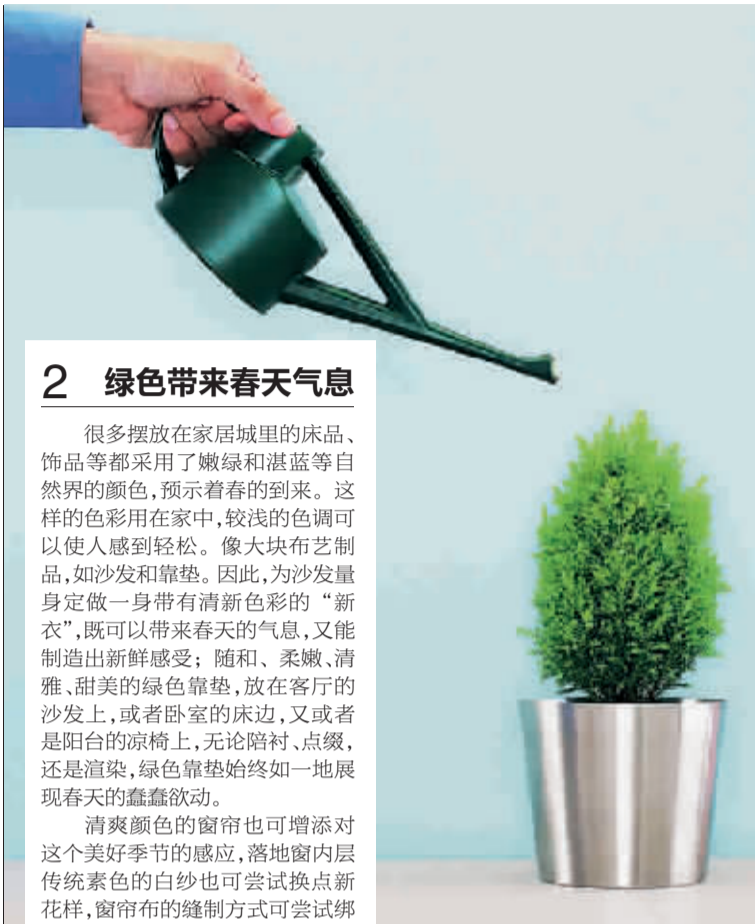 2 绿色带来春天气息
很多摆放在家居城里的床品、
饰品等都采用了嫩绿和湛蓝等自
然界的颜色,预示着春的到来。这
样的色彩用在家中,较浅的色调可
以使人感到轻松。像大块布艺制
品,如沙发和靠垫。因此,为沙发量
身定做一身带有清新色彩的“新
衣”,既可以带来春天的气息,又能
制造出新鲜感受；随和、柔嫩、清
雅、甜美的绿色靠垫,放在客厅的
沙发上,或者卧室的床边,又或者
是阳台的凉椅上,无论陪衬、点缀,
还是渲染,绿色靠垫始终如一地展
现春天的蠢蠢欲动。
清爽颜色的窗帘也可增添对
这个美好季节的感应,落地窗内层
传统素色的白纱也可尝试换点新
花样,窗帘布的缝制方式可尝试绑